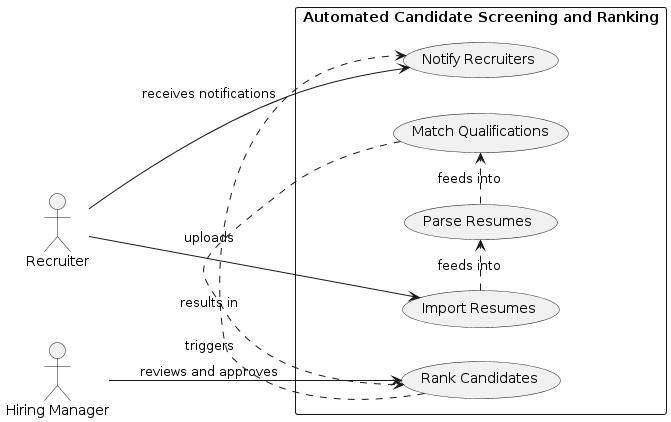 Automated Candidate Screening and Ranking
Notify Recruiters
receives notifications
Match Qualifications
feeds into
Parse Resumes
uploads
Recruiter
feeds into
results in
Import Resumes
triggers
reviews and approves
Rank Candidates
Hiring Manager